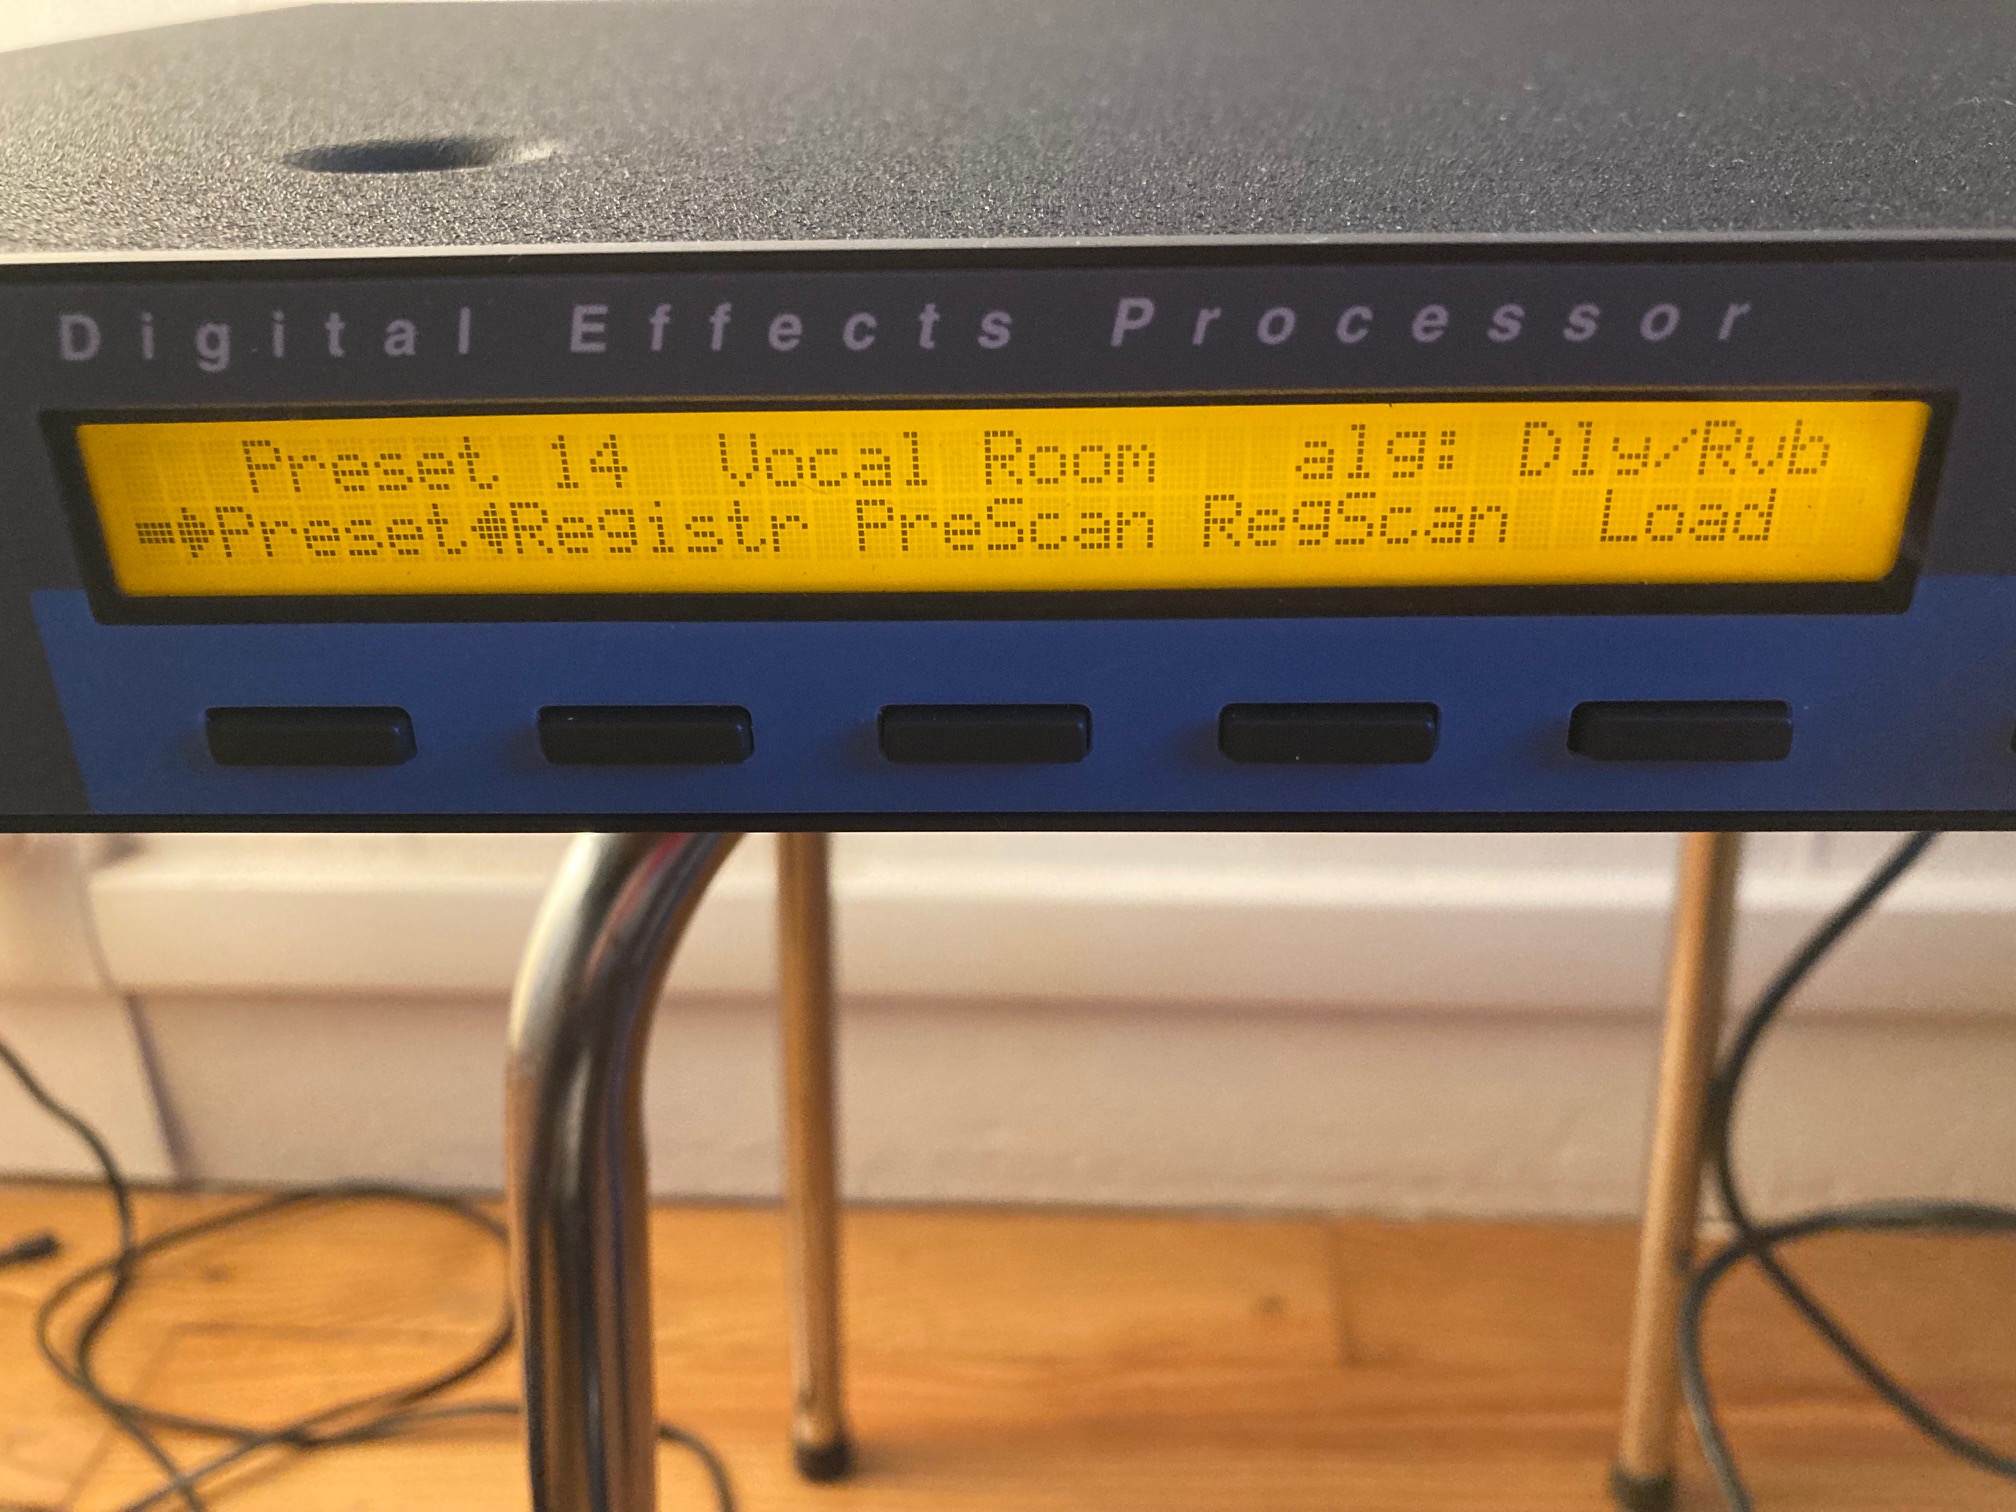 Digital Effects Processor
Preset 14 Vocal Room alg: Dly/Rvb
→Preset←Registr PreScan RegScan Load